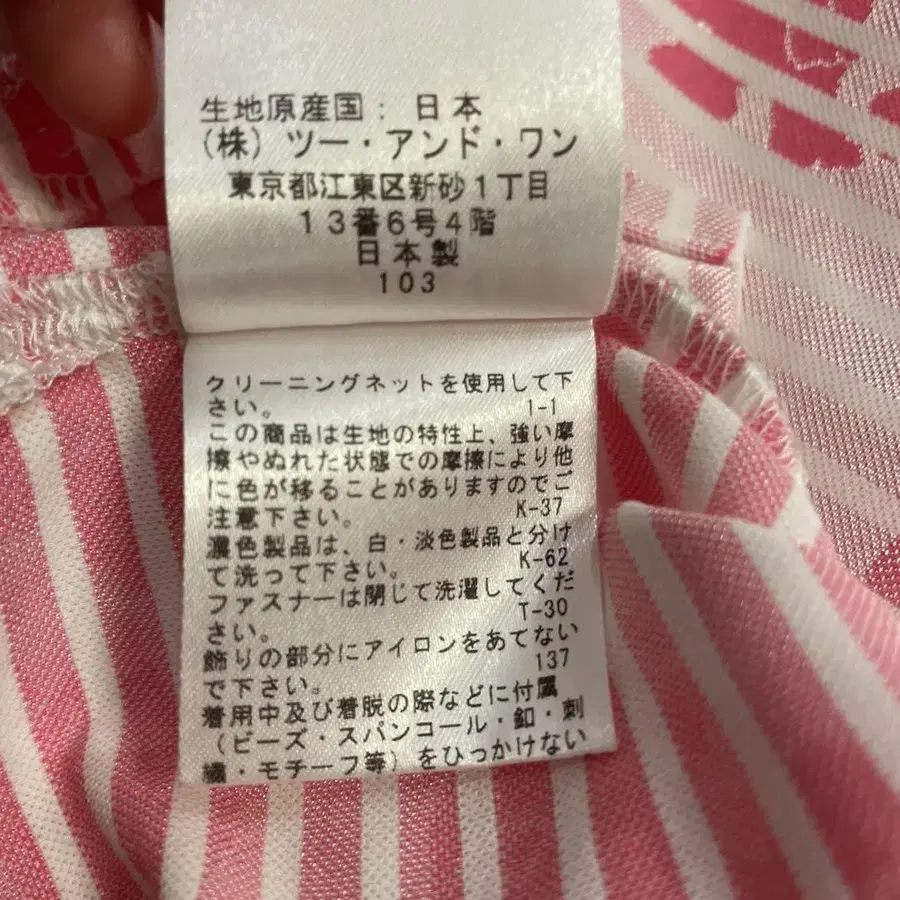 生地原産国: 日本
(株) ツー・アンド・ワン
東京都江東区新砂1丁目
13番6号4階
日本製
103
クリーニングネットを使用して下
さい。 1-1
この商品は生地の特性上、強い摩
擦やぬれた状態での摩擦により他
に色が移ることがありますのでご
注意下さい。 K-37
濃色製品は、白・淡色製品と分け
て洗って下さい。 K-62
ファスナーは閉じて洗濯してくだ
さい。 T-30
飾りの部分にアイロンをあてない
で下さい。 137
着用中及び着脱の際などに付属
(ビーズ・スパンコール・釦・刺
繍・モチーフ等)をひっかけない